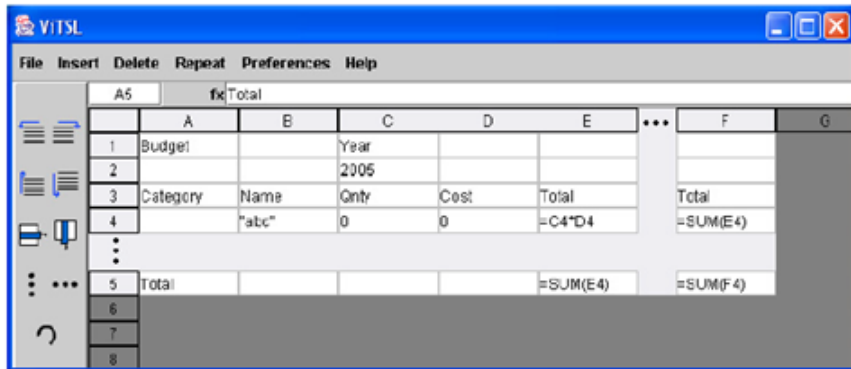 ViTSL
File Insert Delete Repeat Preferences Help
A5 fx Total
A B C D E ••• F G
1 Budget Year
2 2005
3 Category Name Qnty Cost Total Total
4 "abc" 0 0 =C4*D4 =SUM(E4)
5 Total =SUM(E4) =SUM(F4)
6
7
8